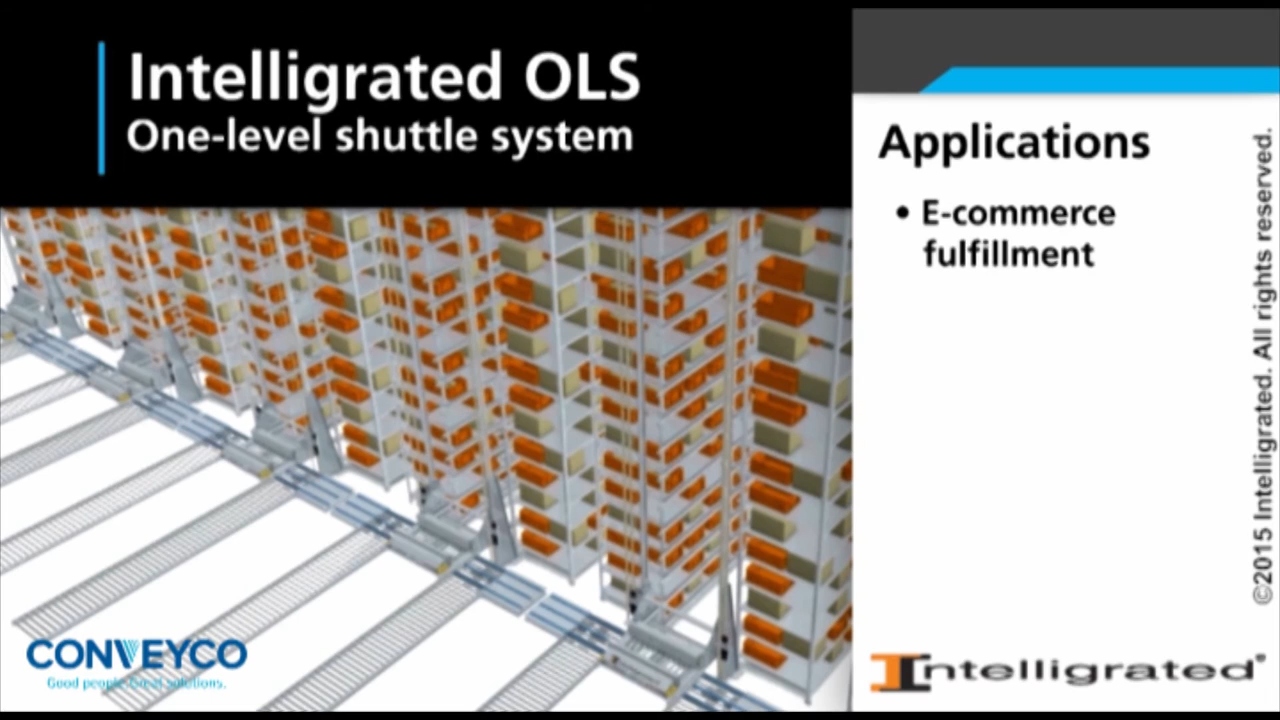 Intelligrated OLS
One-level shuttle system
Applications
• E-commerce
fulfillment
©2015 Intelligrated. All rights reserved.
CONVEYCO
Good people. Great solutions.
Intelligrated®